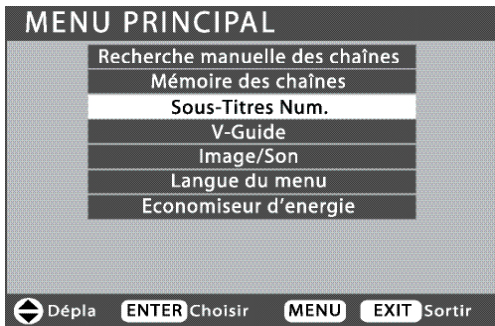 MENU PRINCIPAL
Recherche manuelle des chaînes
Mémoire des chaînes
Sous-Titres Num.
V-Guide
Image/Son
Langue du menu
Economiseur d'energie
Dépla ENTER Choisir MENU EXIT Sortir